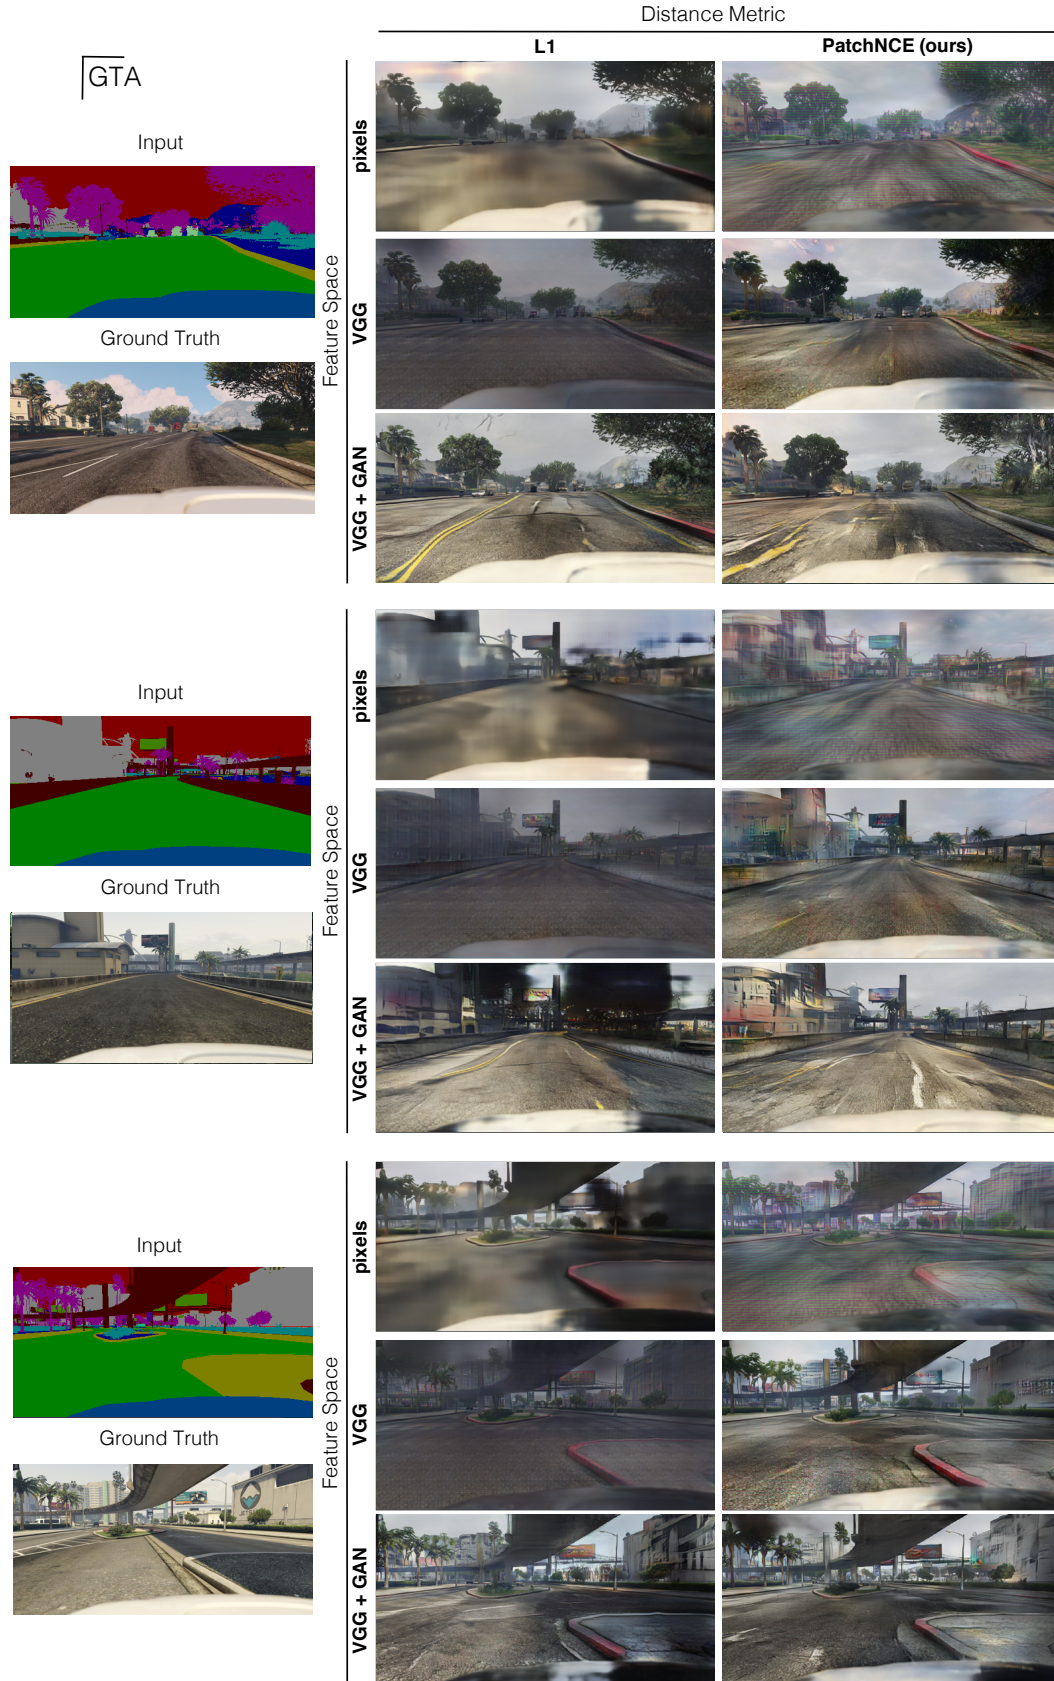 Distance Metric
L1
PatchNCE (ours)
GTA
Input
Ground Truth
Feature Space
pixels
VGG
VGG + GAN
Input
Ground Truth
Feature Space
pixels
VGG
VGG + GAN
Input
Ground Truth
Feature Space
pixels
VGG
VGG + GAN